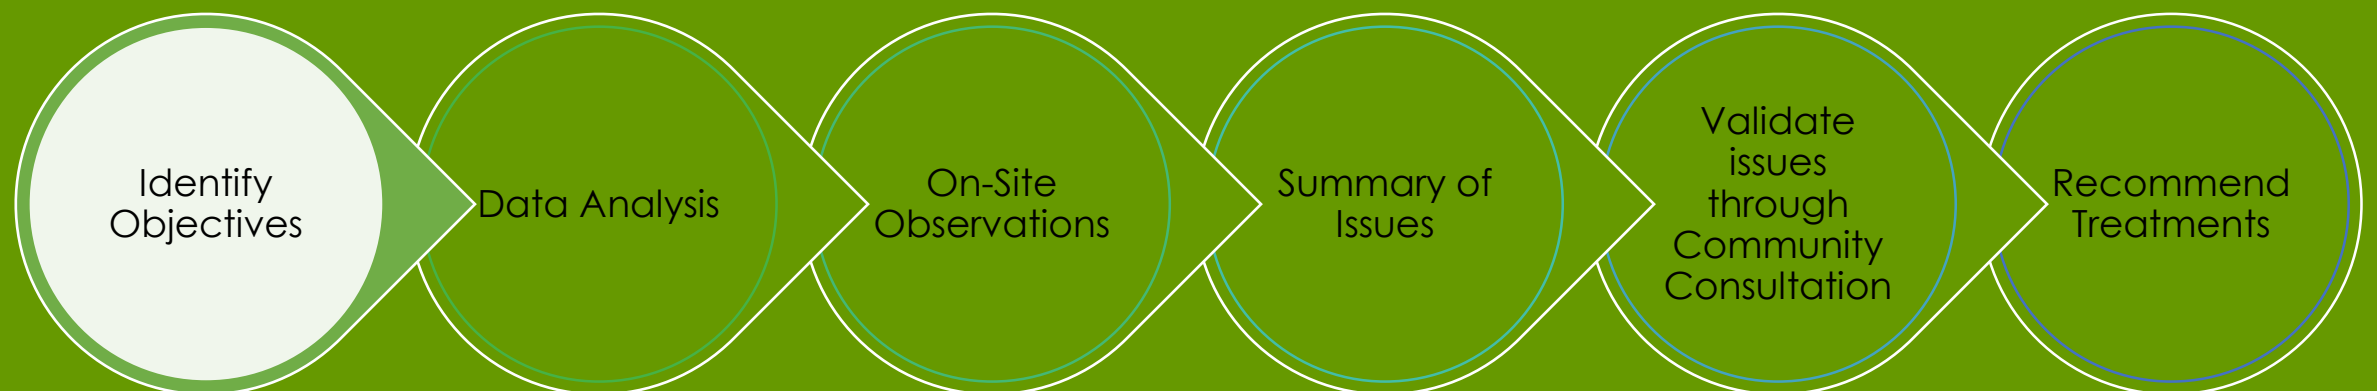 Identify
Objectives
Data Analysis
On-Site
Observations
Summary of
Issues
Validate
issues
through
Community
Consultation
Recommend
Treatments